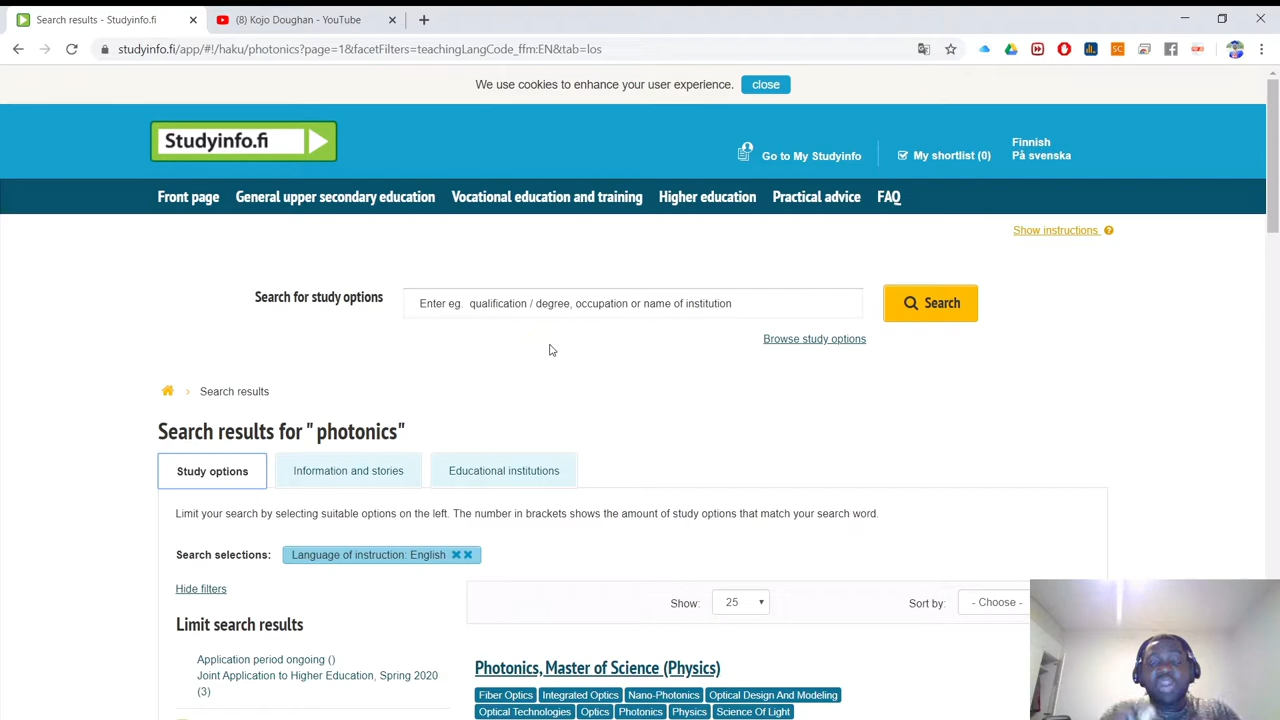 Search results - Studyinfo.fi
(8) Kojo Doughan - YouTube
studyinfo.fi/app/#!/haku/photonics?page=1&facetFilters=teachingLangCode_ffm:EN&tab=los
We use cookies to enhance your user experience. close
Studyinfo.fi
Go to My Studyinfo
My shortlist (0)
Finnish
På svenska
Front page General upper secondary education Vocational education and training Higher education Practical advice FAQ
Show instructions ?
Search for study options
Enter eg. qualification / degree, occupation or name of institution
Search
Browse study options
Search results
Search results for " photonics"
Study options
Information and stories
Educational institutions
Limit your search by selecting suitable options on the left. The number in brackets shows the amount of study options that match your search word.
Search selections: Language of instruction: English
Hide filters
Show: 25
Sort by: - Choose -
Limit search results
Application period ongoing ()
Joint Application to Higher Education, Spring 2020
(3)
Photonics, Master of Science (Physics)
Fiber Optics Integrated Optics Nano-Photonics Optical Design And Modeling
Optical Technologies Optics Photonics Physics Science Of Light